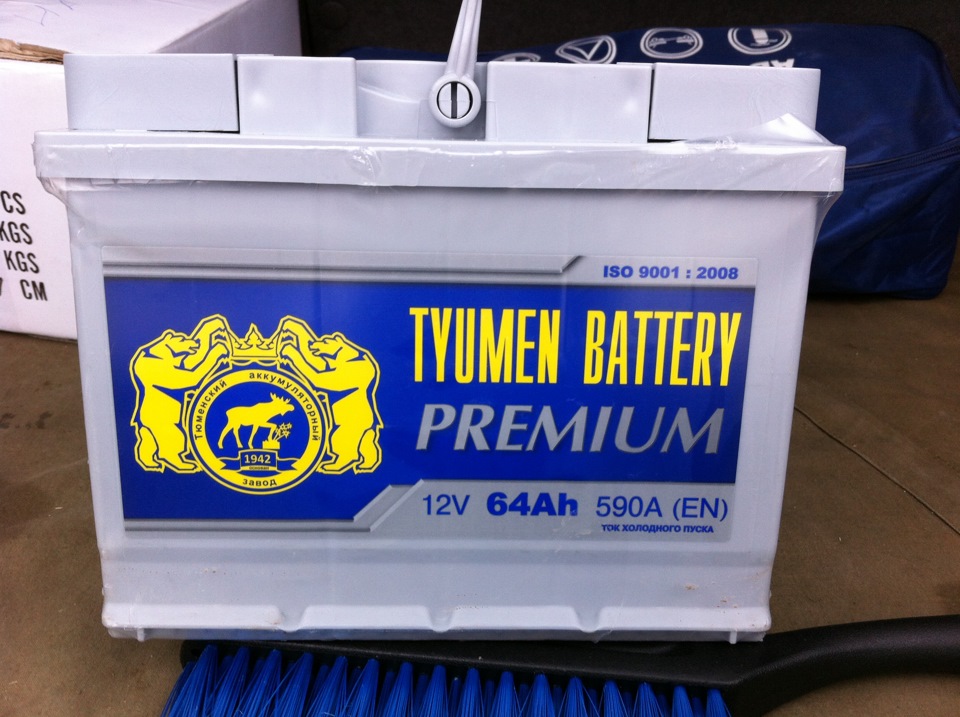 CS
KGS
KGS
CM
ISO 9001 : 2008
TYUMEN BATTERY
PREMIUM
Тюменский аккумуляторный
1942
завод
12V 64Ah 590A (EN)
ТОК ХОЛОДНОГО ПУСКА